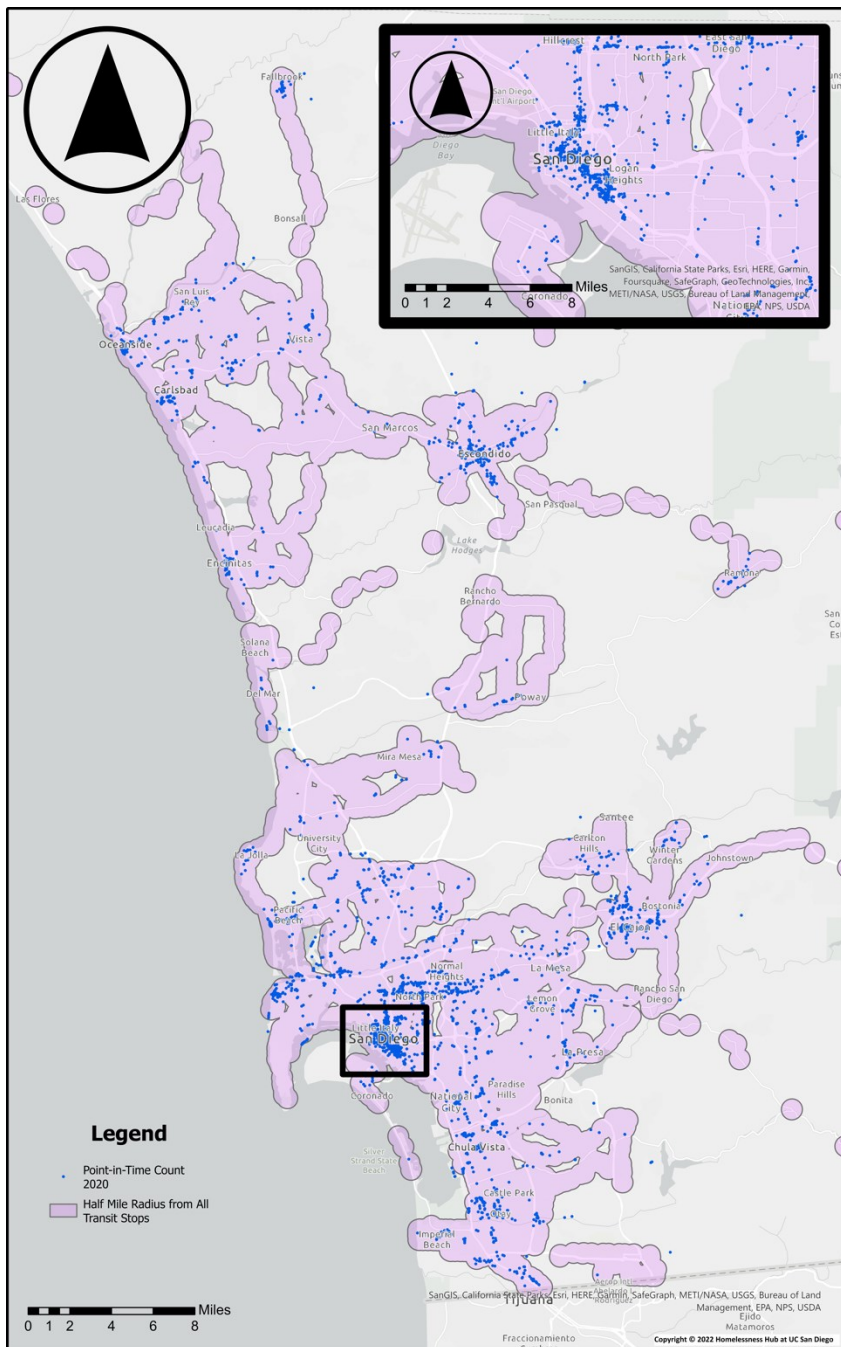 Fallbrook
Las Flores
Bonsall
San Luis
Rey
Oceanside
Vista
Carlsbad
San Marcos
Escondido
San Pasqual
Leucadia
Lake
Hodges
Encinitas
Ramona
Rancho
Bernardo
Solana
Beach
Del Mar
Poway
Mira Mesa
University
City
Santee
Carlton
Hills
Winter
Gardens
Johnstown
La Jolla
Bostonia
Pacific
Beach
El Cajon
Normal
Heights
La Mesa
North Park
Lemon
Grove
Rancho San
Diego
Little Italy
San Diego
La Presa
Coronado
National
City
Paradise
Hills
Bonita
Chula Vista
Silver
Strand State
Beach
Castle Park
Otay
Imperial
Beach
Tijuana
Ejido
Matamoros
Fraccionamiento
Hillcrest
East San
Diego
North Park
San Diego
Int'l Airport
Little Italy
Diego
Bay
San Diego
Logan
Heights
Coronado
SanGIS, California State Parks, Esri, HERE, Garmin,
Foursquare, SafeGraph, GeoTechnologies, Inc,
METI/NASA, USGS, Bureau of Land Management,
EPA, NPS, USDA
0 1 2 4 6 8 Miles
Legend
Point-in-Time Count
2020
Half Mile Radius from All
Transit Stops
0 1 2 4 6 8 Miles
SanGIS, California State Parks, Esri, HERE, Garmin, SafeGraph, METI/NASA, USGS, Bureau of Land
Management, EPA, NPS, USDA
Copyright © 2022 Homelessness Hub at UC San Diego